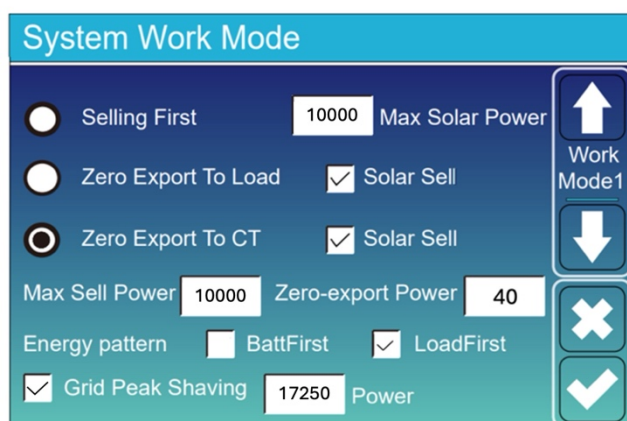 System Work Mode
Selling First 10000 Max Solar Power
Zero Export To Load Solar Sell
Work
Mode1
Zero Export To CT Solar Sell
Max Sell Power 10000 Zero-export Power 40
Energy pattern BattFirst LoadFirst
Grid Peak Shaving 17250 Power